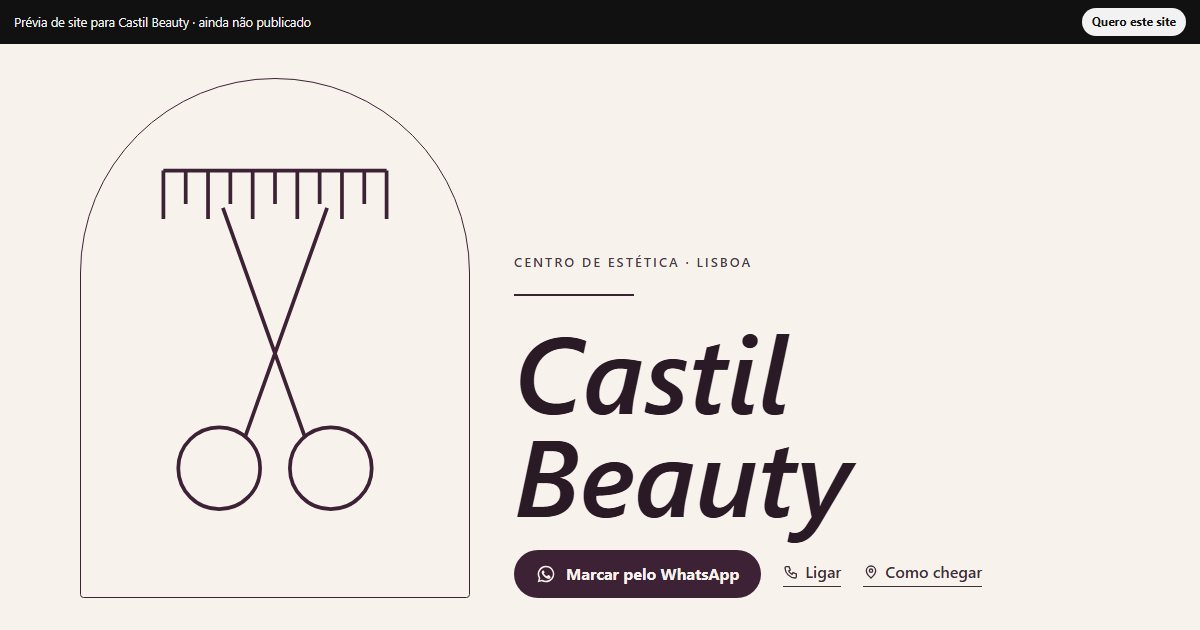 Prévia de site para Castil Beauty · ainda não publicado
Quero este site
CENTRO DE ESTÉTICA · LISBOA
Castil
Beauty
Marcar pelo WhatsApp
Ligar
Como chegar